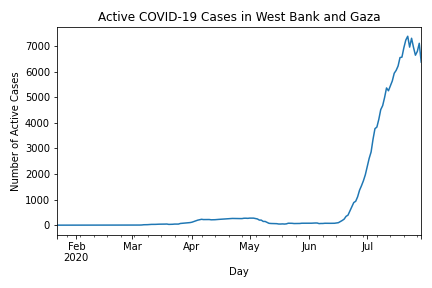 Active COVID-19 Cases in West Bank and Gaza
Number of Active Cases
7000
6000
5000
4000
3000
2000
1000
0
Feb Mar Apr May Jun Jul
2020
Day